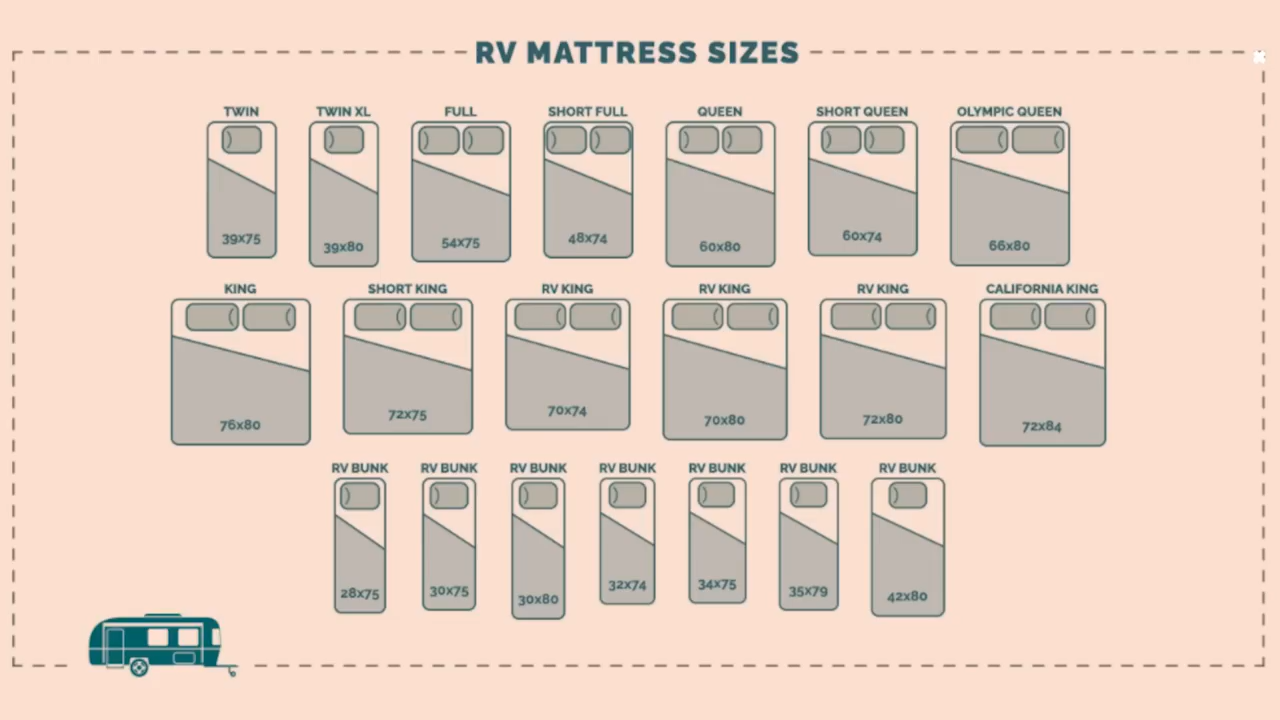 RV MATTRESS SIZES
TWIN TWIN XL FULL SHORT FULL QUEEN SHORT QUEEN OLYMPIC QUEEN
39x75 39x80 54x75 48x74 60x80 60x74 66x80
KING SHORT KING RV KING RV KING RV KING CALIFORNIA KING
76x80 72x75 70x74 70x80 72x80 72x84
RV BUNK RV BUNK RV BUNK RV BUNK RV BUNK RV BUNK RV BUNK
28x75 30x75 30x80 32x74 34x75 35x79 42x80